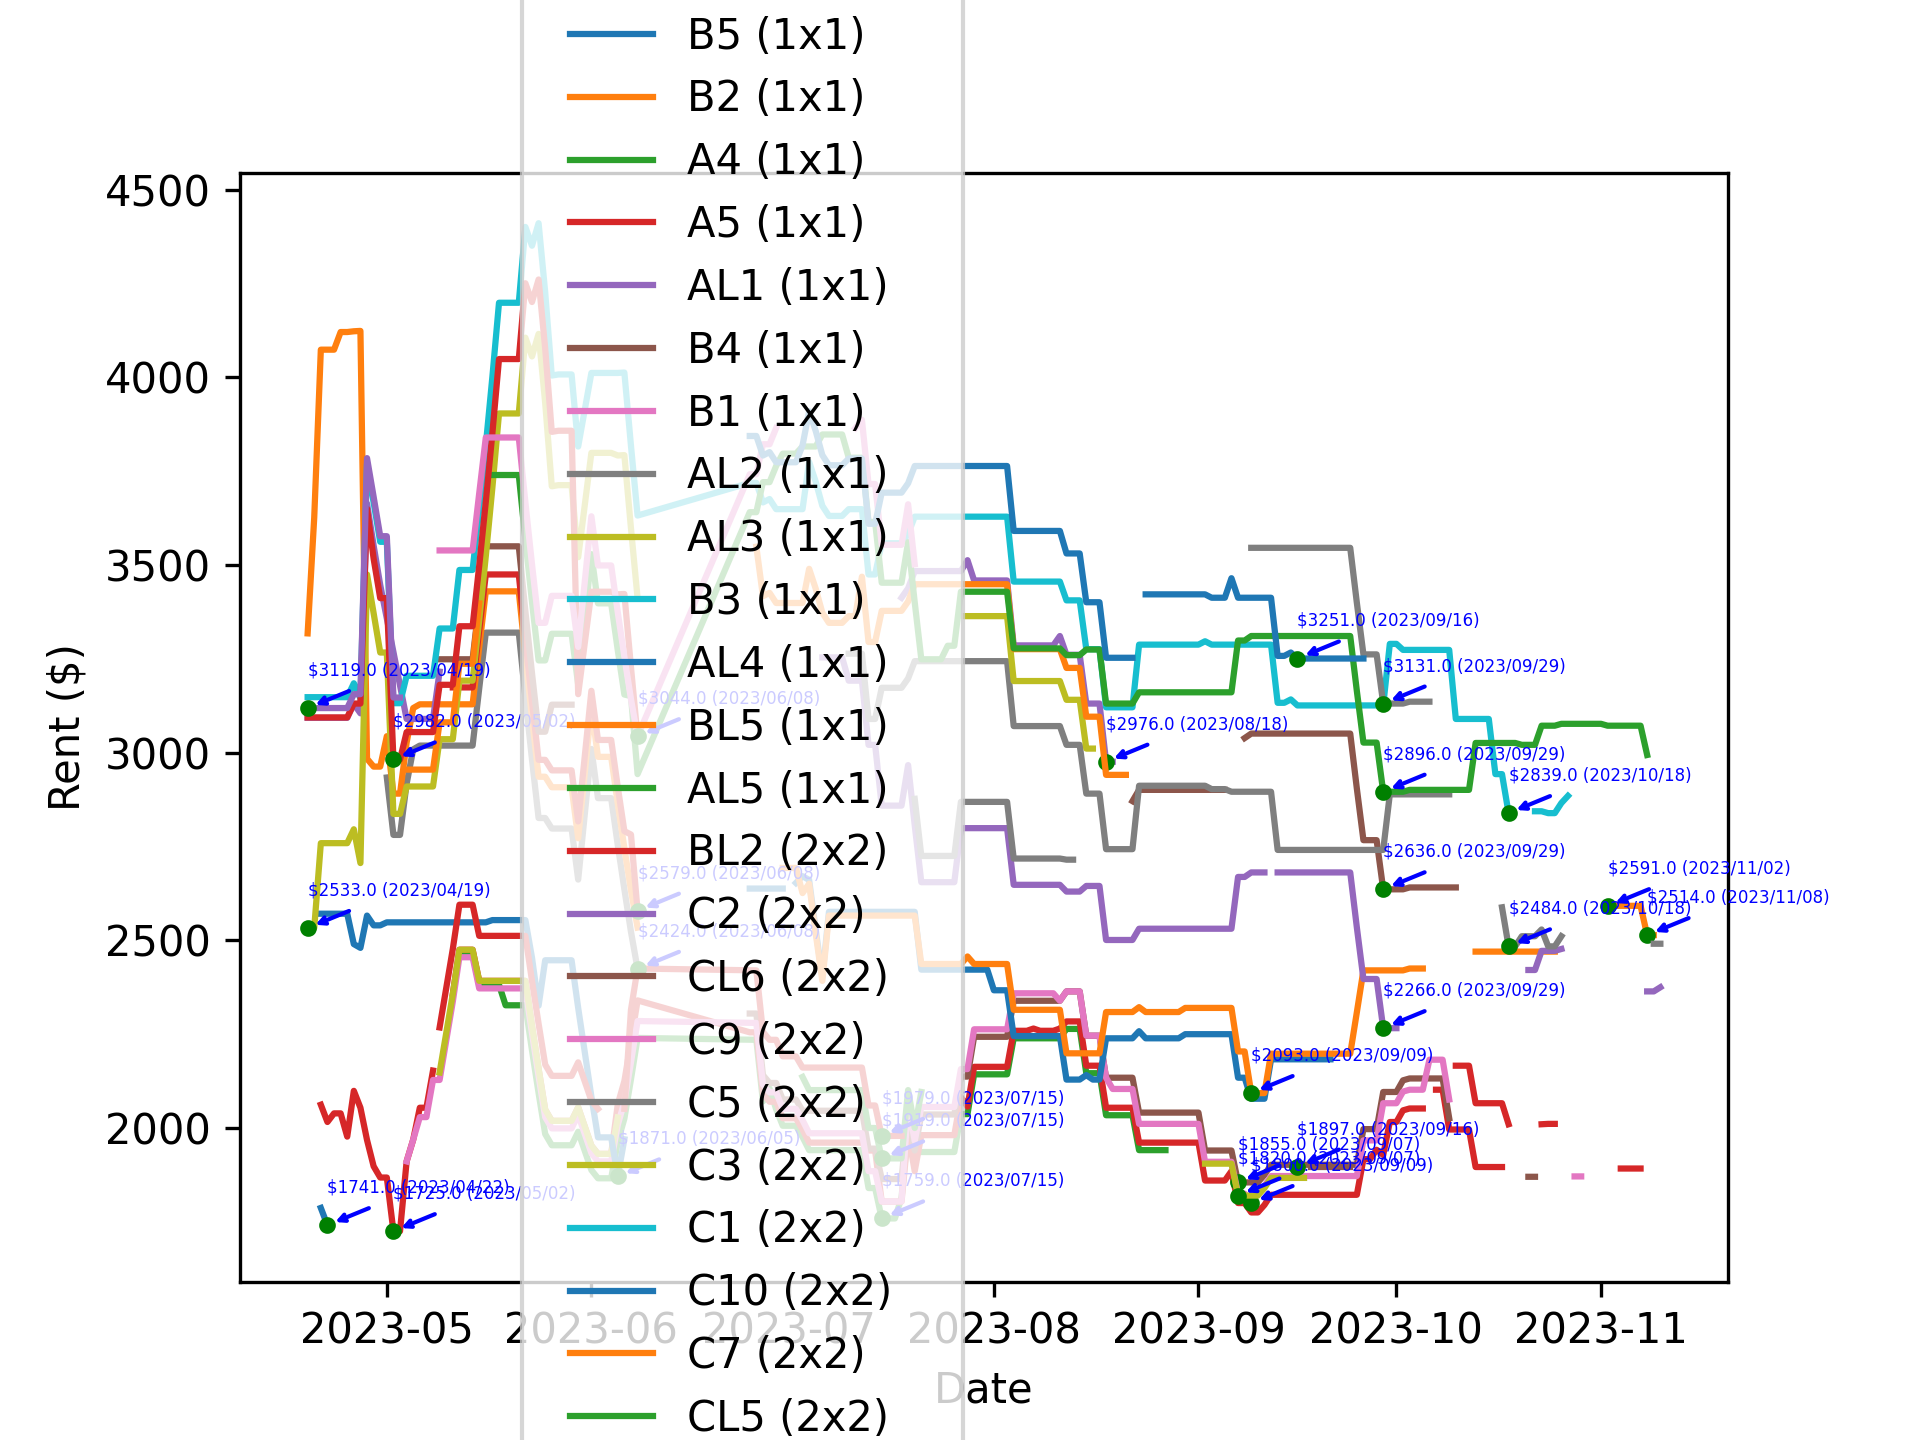 B5 (1x1)
B2 (1x1)
A4 (1x1)
A5 (1x1)
AL1 (1x1)
B4 (1x1)
B1 (1x1)
AL2 (1x1)
AL3 (1x1)
B3 (1x1)
AL4 (1x1)
BL5 (1x1)
AL5 (1x1)
BL2 (2x2)
C2 (2x2)
CL6 (2x2)
C9 (2x2)
C5 (2x2)
C3 (2x2)
C1 (2x2)
C10 (2x2)
C7 (2x2)
CL5 (2x2)
4500
4000
3500
3000
2500
2000
Rent ($)
$3251.0 (2023/09/16)
$3119.0 (2023/04/19)
$3131.0 (2023/09/29)
$3044.0 (2023/06/08)
$2982.0 (2023/05/02)
$2976.0 (2023/08/18)
$2896.0 (2023/09/29)
$2839.0 (2023/10/18)
$2636.0 (2023/09/29)
$2591.0 (2023/11/02)
$2579.0 (2023/06/08)
$2533.0 (2023/04/19)
$2514.0 (2023/11/08)
$2484.0 (2023/10/18)
$2424.0 (2023/06/08)
$2266.0 (2023/09/29)
$2093.0 (2023/09/09)
$1979.0 (2023/07/15)
(2023/07/15)
$1897.0 (2023/09/16)
$1871.0 (2023/06/05)
$1855.0 (2023/09/07)
$1820.0 (2023/09/07)
(2023/09/09)
$1759.0 (2023/07/15)
$1741.0 (2023/04/22)
$1725.0 (2023/05/02)
2023-05
2023-06
2023-07
2023-08
2023-09
2023-10
2023-11
Date